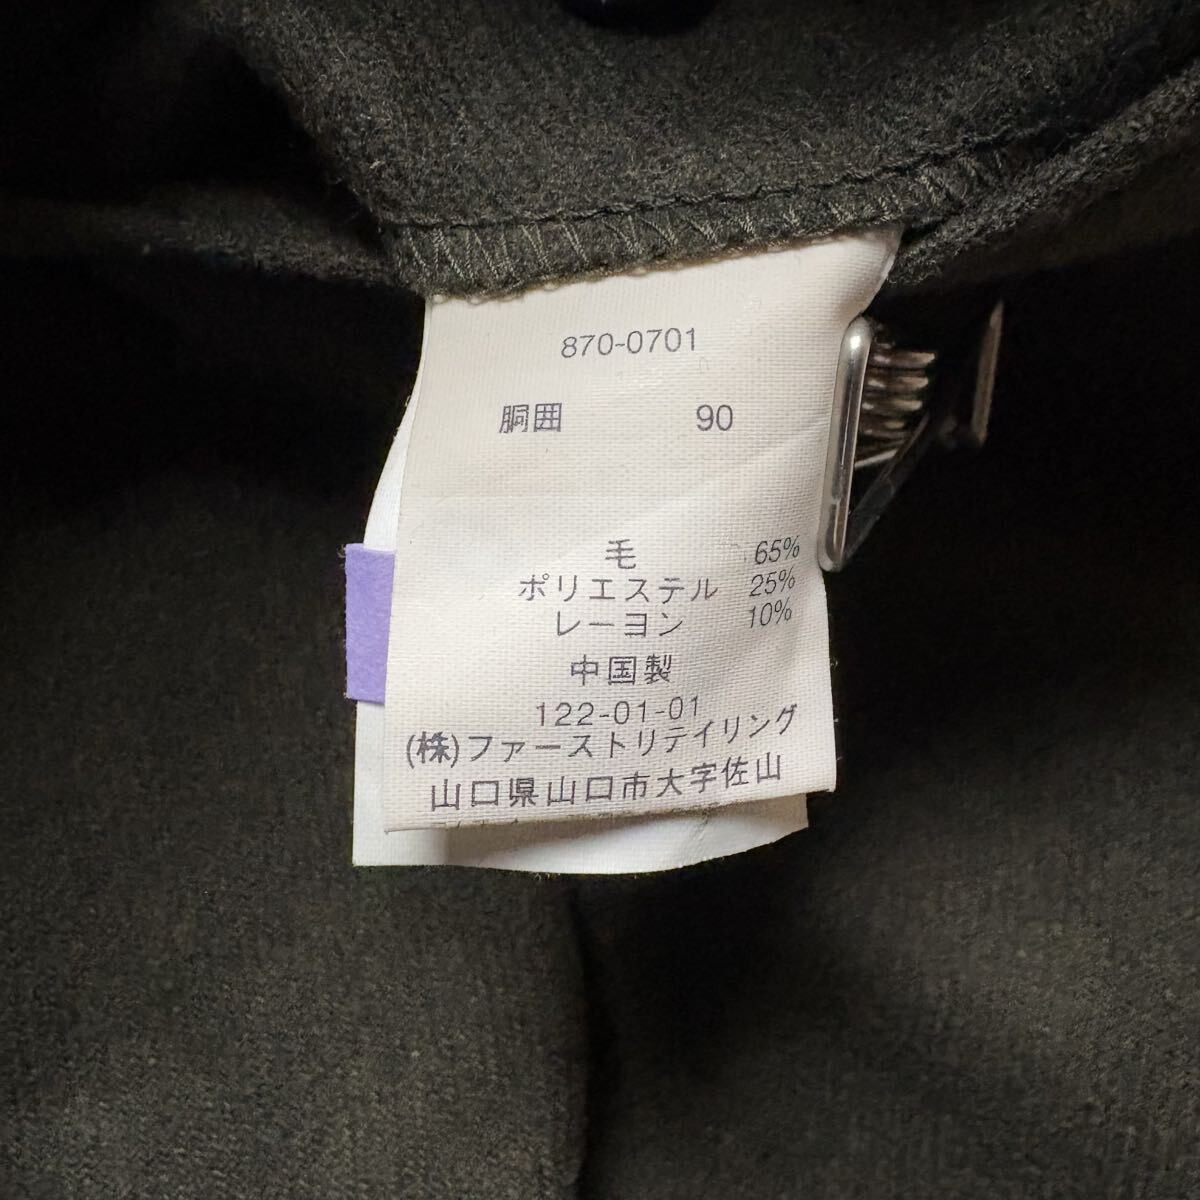 870-0701
胴囲 90
毛 65%
ポリエステル 25%
レーヨン 10%
中国製
122-01-01
(株)ファーストリテイリング
山口県山口市大字佐山